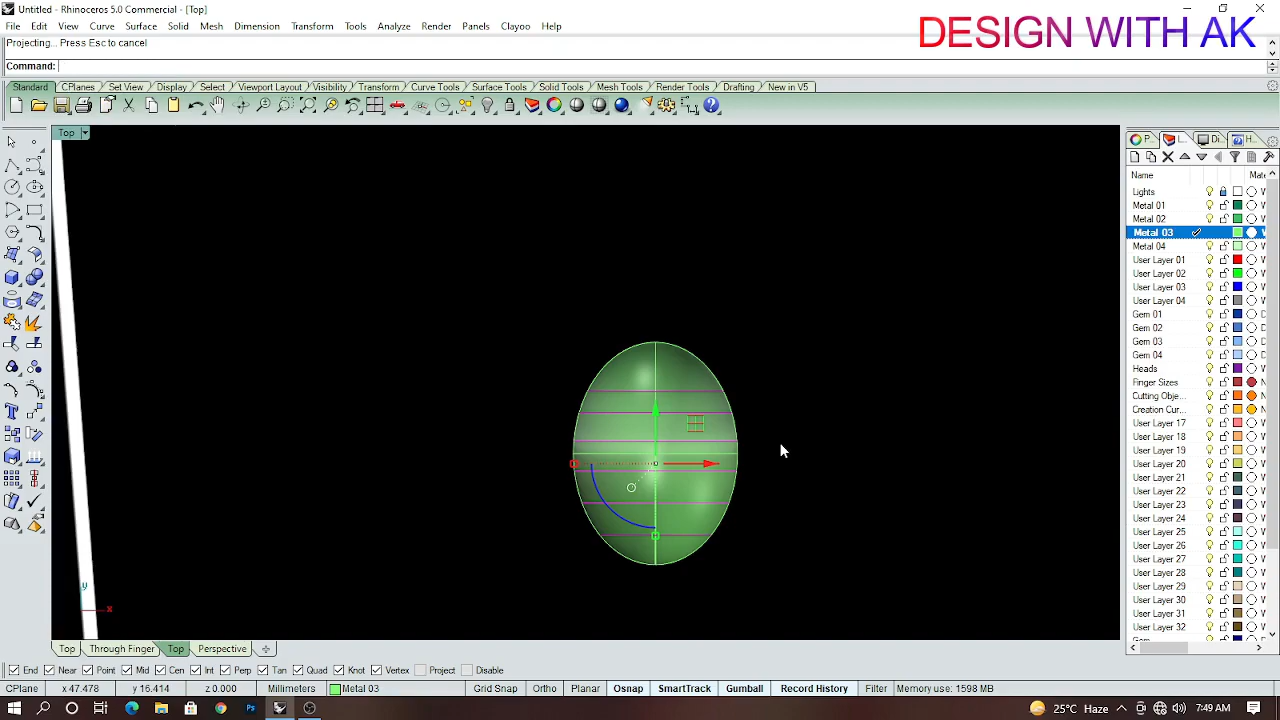 Untitled - Rhinoceros 5.0 Commercial - [Top]
DESIGN WITH AK
File Edit View Curve Surface Solid Mesh Dimension Transform Tools Analyze Render Panels Clayoo Help
Projecting... Press Esc to cancel
Command:
Standard CPlanes Set View Display Select Viewport Layout Visibility Transform Curve Tools Surface Tools Solid Tools Mesh Tools Render Tools Drafting New in V5
Top
P... L... Di... H
Name Mate
Lights
Metal 01
Metal 02
Metal 03
Metal 04
User Layer 01
User Layer 02
User Layer 03
User Layer 04
Gem 01
Gem 02
Gem 03
Gem 04
Heads
Finger Sizes
Cutting Obje...
Creation Cur...
User Layer 17
User Layer 18
User Layer 19
User Layer 20
User Layer 21
User Layer 22
User Layer 23
User Layer 24
User Layer 25
User Layer 26
User Layer 27
User Layer 28
User Layer 29
User Layer 30
User Layer 31
User Layer 32
y
x
Top Through Finger Top Perspective
End Near Point Mid Cen Int Perp Tan Quad Knot Vertex Project Disable
CPlane x 47.478 y 16.414 z 0.000 Millimeters Metal 03 Grid Snap Ortho Planar Osnap SmartTrack Gumball Record History Filter Memory use: 1598 MB
25°C Haze 7:49 AM